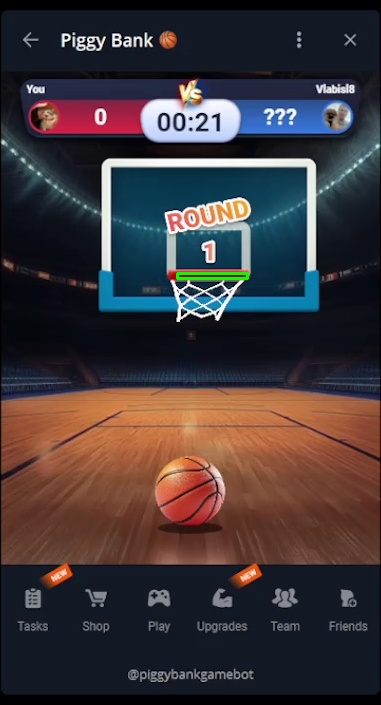 Piggy Bank 🏀
You
VS
Vlabisl8
0
00:21
???
ROUND
1
NEW
NEW
Tasks
Shop
Play
Upgrades
Team
Friends
@piggybankgamebot